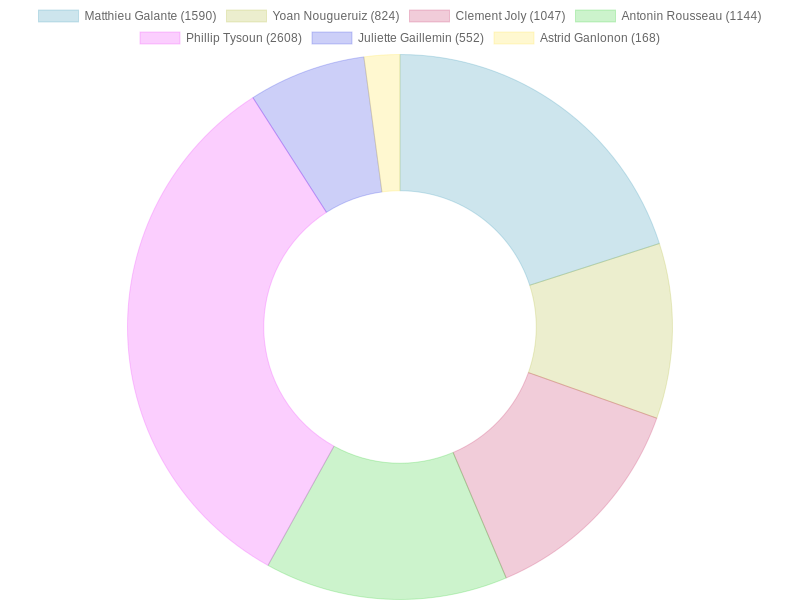 Matthieu Galante (1590) Yoan Nougueruiz (824) Clement Joly (1047) Antonin Rousseau (1144)
Phillip Tysoun (2608) Juliette Gaillemin (552) Astrid Ganlonon (168)